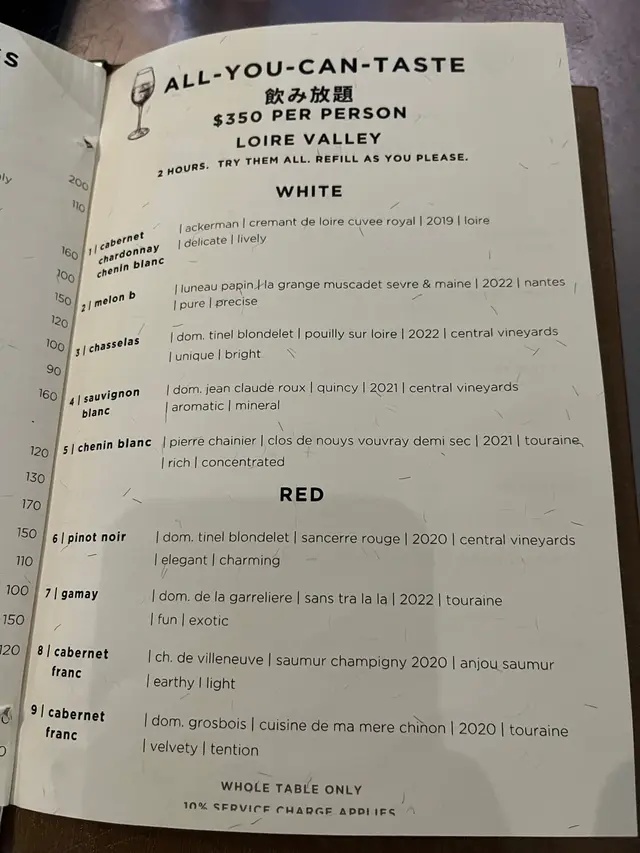 ALL-YOU-CAN-TASTE
飲み放題
$350 PER PERSON
LOIRE VALLEY
2 HOURS. TRY THEM ALL. REFILL AS YOU PLEASE.
WHITE
1 | cabernet chardonnay chenin blanc
| ackerman | cremant de loire cuvee royal | 2019 | loire
| delicate | lively
2 | melon b
| luneau papin | la grange muscadet sevre & maine | 2022 | nantes
| pure | precise
3 | chasselas
| dom. tinel blondelet | pouilly sur loire | 2022 | central vineyards
| unique | bright
4 | sauvignon blanc
| dom. jean claude roux | quincy | 2021 | central vineyards
| aromatic | mineral
5 | chenin blanc
| pierre chainier | clos de nouys vouvray demi sec | 2021 | touraine
| rich | concentrated
RED
6 | pinot noir
| dom. tinel blondelet | sancerre rouge | 2020 | central vineyards
| elegant | charming
7 | gamay
| dom. de la garreliere | sans tra la la | 2022 | touraine
| fun | exotic
8 | cabernet franc
| ch. de villeneuve | saumur champigny 2020 | anjou saumur
| earthy | light
9 | cabernet franc
| dom. grosbois | cuisine de ma mere chinon | 2020 | touraine
| velvety | tention
WHOLE TABLE ONLY
10% SERVICE CHARGE APPLIES
200
110
160
100
150
120
100
90
160
120
130
170
150
110
100
150
120